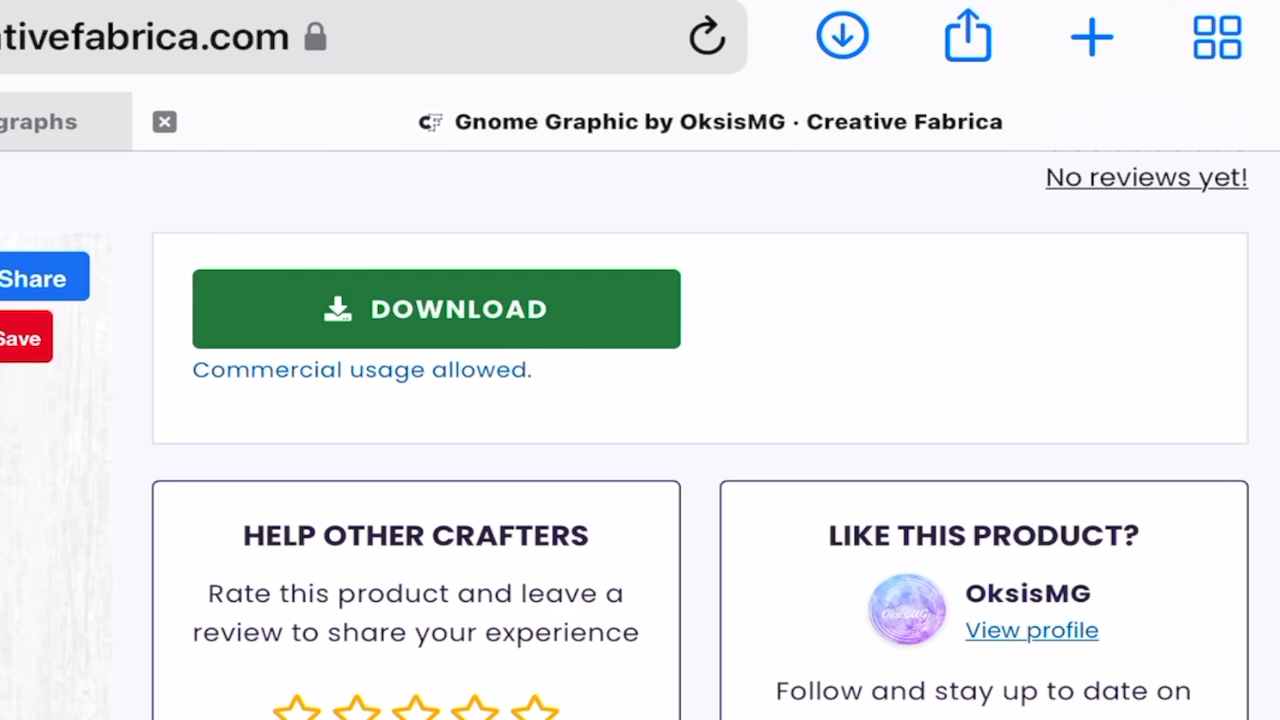 tivefabrica.com
graphs
Gnome Graphic by OksisMG · Creative Fabrica
No reviews yet!
Share
Save
DOWNLOAD
Commercial usage allowed.
HELP OTHER CRAFTERS
Rate this product and leave a
review to share your experience
LIKE THIS PRODUCT?
OksisMG
OksisMG
View profile
Follow and stay up to date on